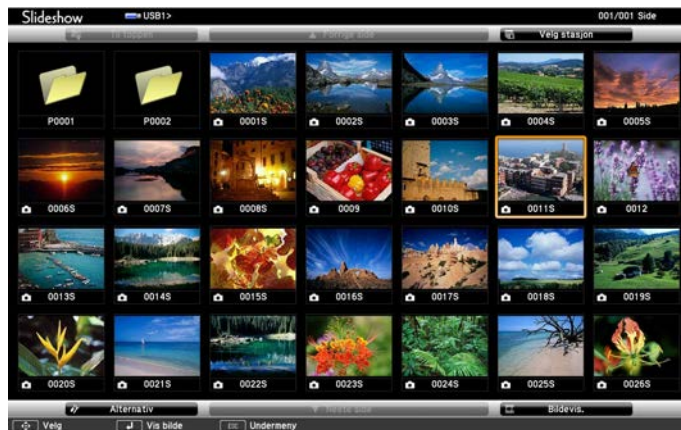 Slideshow USB1> 001/001 Side
Til toppen ▲ Forrige side Velg stasjon
P0001 P0002 0001S 0002S 0003S 0004S 0005S
0006S 0007S 0008S 0009 0010S 0011S 0012
0013S 0014S 0015S 0016S 0017S 0018S 0019S
0020S 0021S 0022S 0023S 0024S 0025S 0026S
Alternativ ▼ Neste side Bildevis.
Velg Vis bilde Esc Undermeny